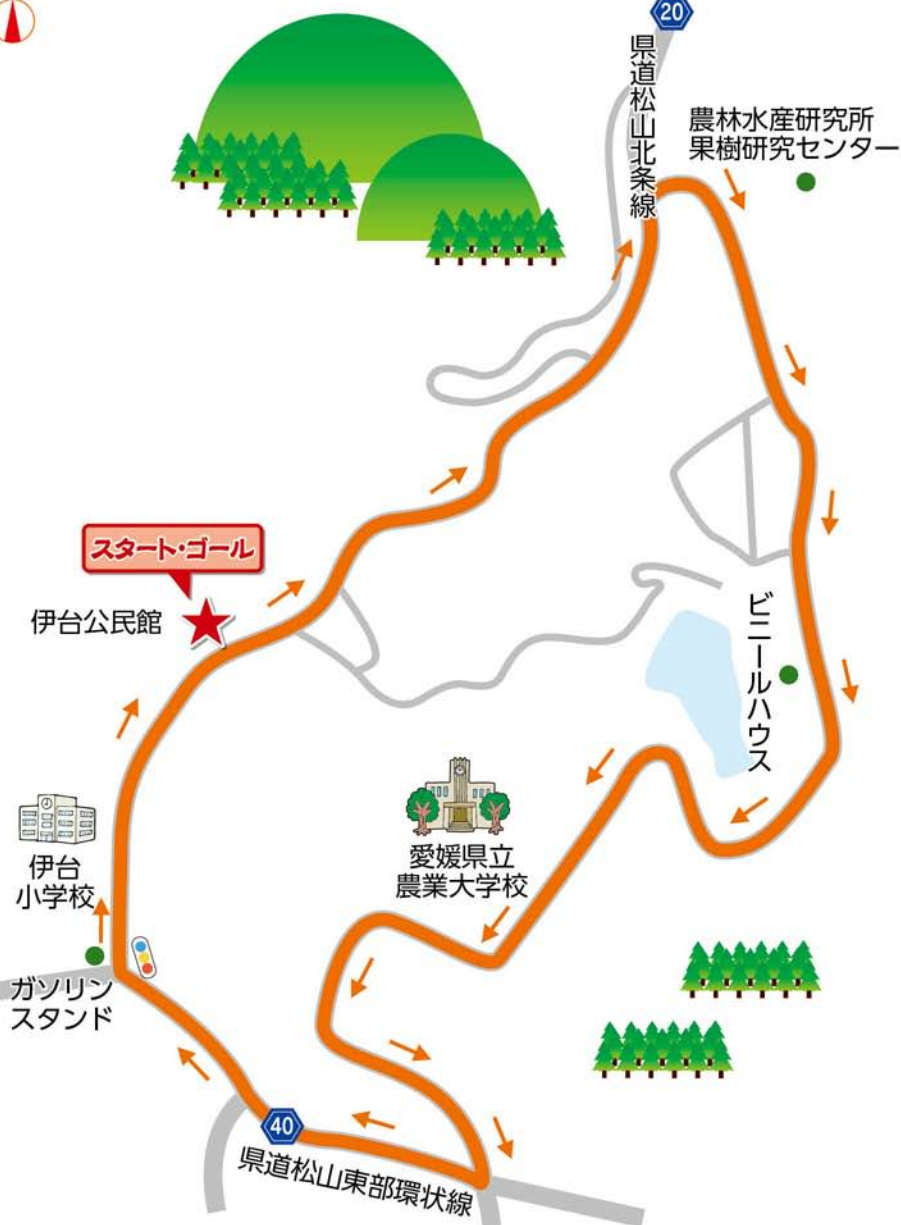 20
県道松山北条線
農林水産研究所
果樹研究センター
スタート・ゴール
伊台公民館
ビニールハウス
愛媛県立
農業大学校
伊台
小学校
ガソリン
スタンド
40
県道松山東部環状線